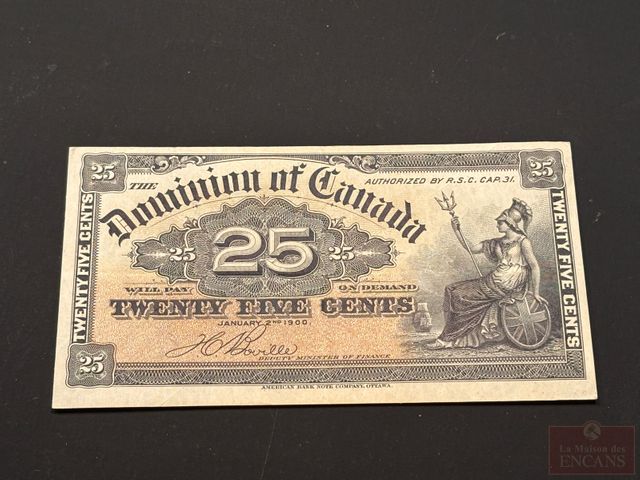 25
25
THE
Dominion of Canada
AUTHORIZED BY R.S.C. CAP. 31.
25 25 25
WILL PAY ON DEMAND
TWENTY FIVE CENTS
JANUARY 2ND 1900.
J C Boville
DEPUTY MINISTER OF FINANCE
TWENTY FIVE CENTS
TWENTY FIVE CENTS
25
AMERICAN BANK NOTE COMPANY, OTTAWA.
La Maison des
ENCANS